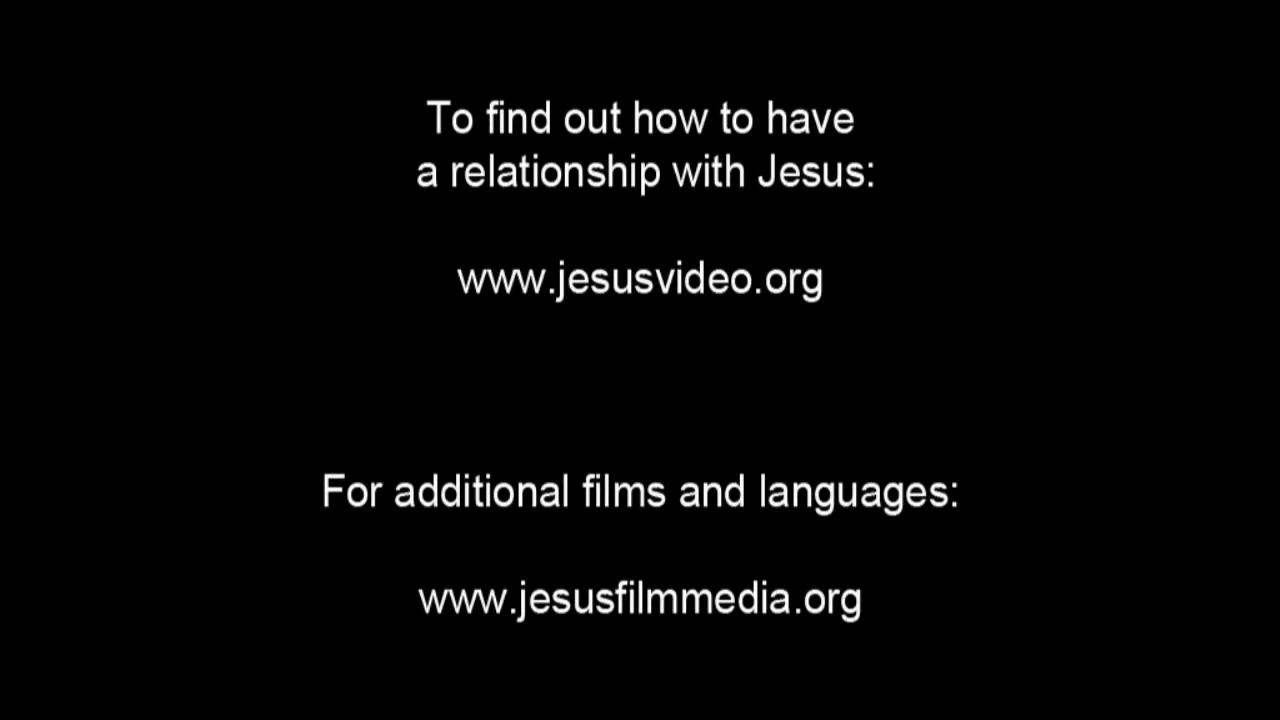 To find out how to have
a relationship with Jesus:
www.jesusvideo.org
For additional films and languages:
www.jesusfilmmedia.org